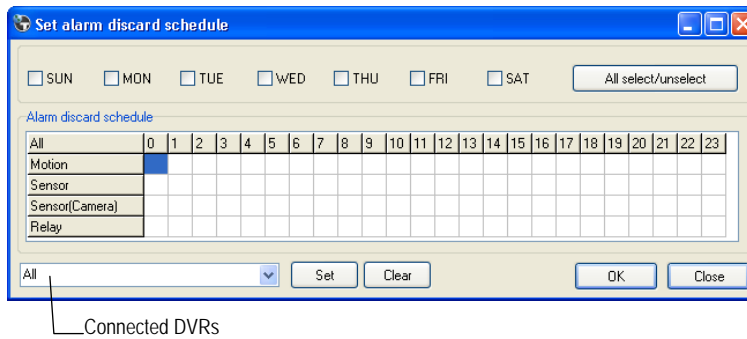 Set alarm discard schedule
SUN MON TUE WED THU FRI SAT All select/unselect
Alarm discard schedule
All 0 1 2 3 4 5 6 7 8 9 10 11 12 13 14 15 16 17 18 19 20 21 22 23
Motion
Sensor
Sensor(Camera)
Relay
All Set Clear OK Close
Connected DVRs